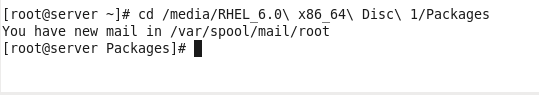 [root@server ~]# cd /media/RHEL_6.0\ x86_64\ Disc\ 1/Packages
You have new mail in /var/spool/mail/root
[root@server Packages]#